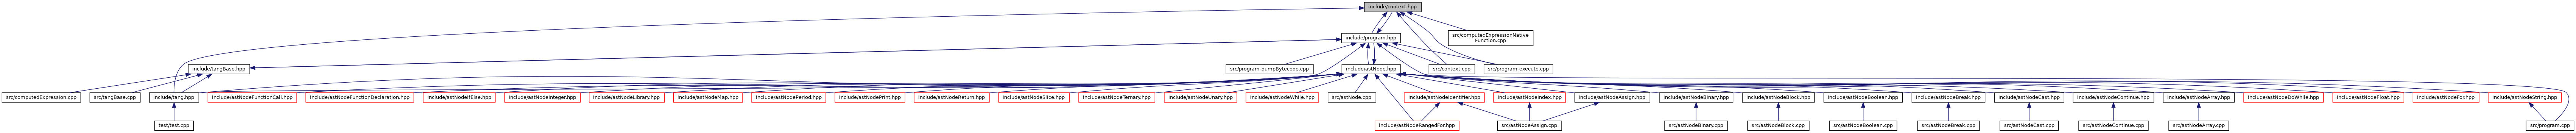 include/context.hpp
include/program.hpp
src/computedExpressionNative
Function.cpp
include/tangBase.hpp
src/program-dumpBytecode.cpp
include/astNode.hpp
src/context.cpp
src/program-execute.cpp
src/computedExpression.cpp
src/tangBase.cpp
include/tang.hpp
include/astNodeFunctionCall.hpp
include/astNodeFunctionDeclaration.hpp
include/astNodeIfElse.hpp
include/astNodeInteger.hpp
include/astNodeLibrary.hpp
include/astNodeMap.hpp
include/astNodePeriod.hpp
include/astNodePrint.hpp
include/astNodeReturn.hpp
include/astNodeSlice.hpp
include/astNodeTernary.hpp
include/astNodeUnary.hpp
include/astNodeWhile.hpp
src/astNode.cpp
include/astNodeIdentifier.hpp
include/astNodeIndex.hpp
include/astNodeAssign.hpp
include/astNodeBinary.hpp
include/astNodeBlock.hpp
include/astNodeBoolean.hpp
include/astNodeBreak.hpp
include/astNodeCast.hpp
include/astNodeContinue.hpp
include/astNodeArray.hpp
include/astNodeDoWhile.hpp
include/astNodeFloat.hpp
include/astNodeFor.hpp
include/astNodeString.hpp
test/test.cpp
include/astNodeRangedFor.hpp
src/astNodeAssign.cpp
src/astNodeBinary.cpp
src/astNodeBlock.cpp
src/astNodeBoolean.cpp
src/astNodeBreak.cpp
src/astNodeCast.cpp
src/astNodeContinue.cpp
src/astNodeArray.cpp
src/program.cpp